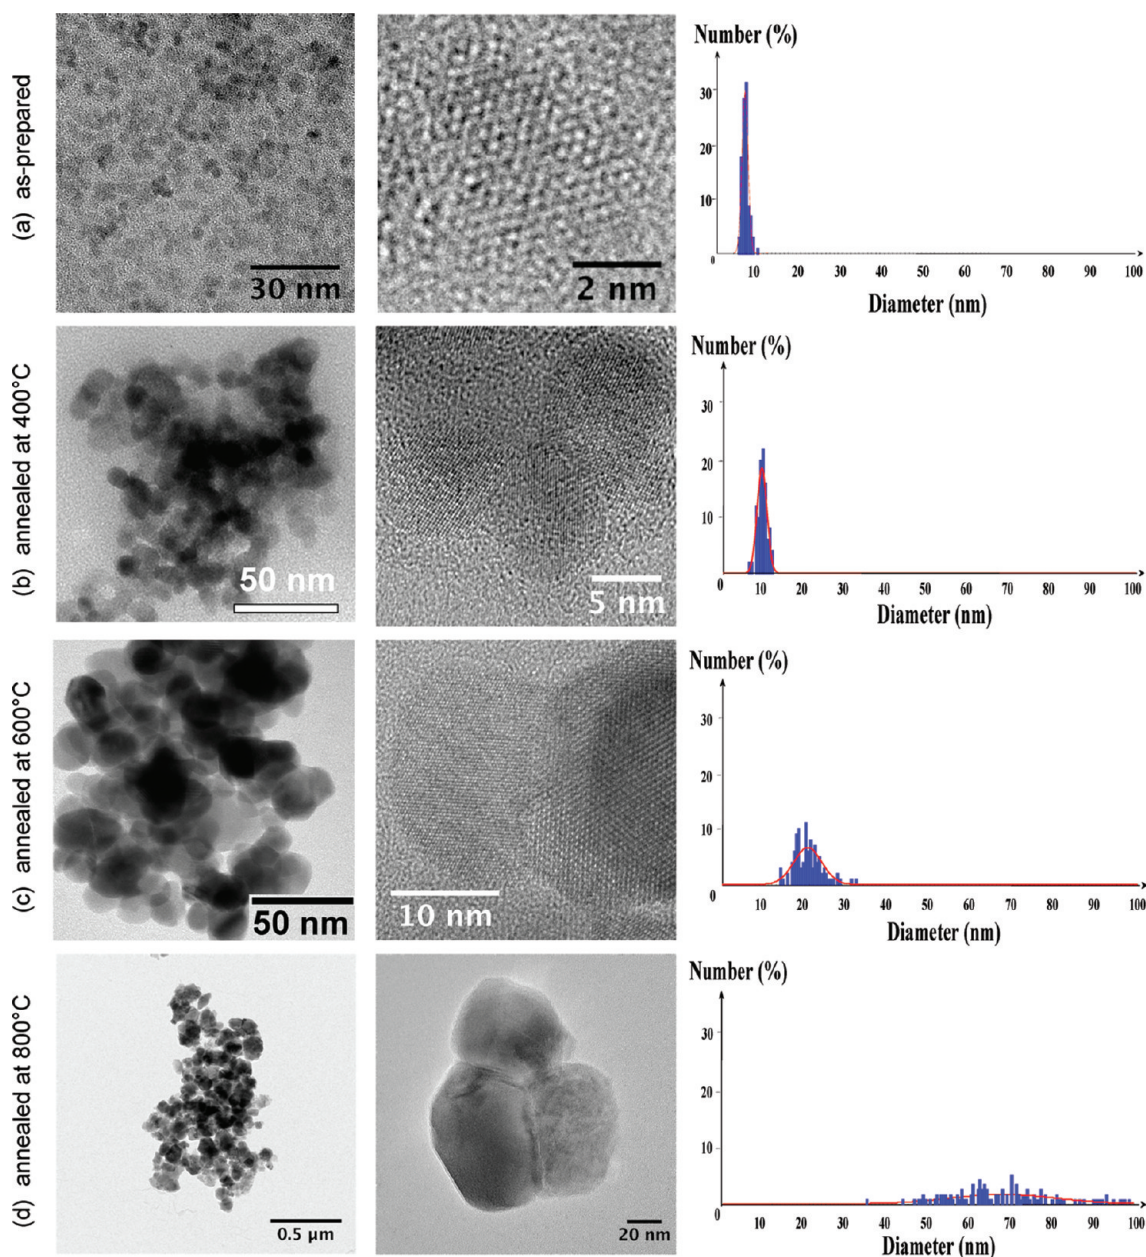 (a) as-prepared
30 nm
2 nm
Number (%)
30
20
10
0
10 20 30 40 50 60 70 80 90 100
Diameter (nm)
(b) annealed at 400°C
50 nm
5 nm
Number (%)
30
20
10
0
0 10 20 30 40 50 60 70 80 90 100
Diameter (nm)
(c) annealed at 600°C
50 nm
10 nm
Number (%)
30
20
10
0
10 20 30 40 50 60 70 80 90 100
Diameter (nm)
(d) annealed at 800°C
0.5 µm
20 nm
Number (%)
30
20
10
0
10 20 30 40 50 60 70 80 90 100
Diameter (nm)